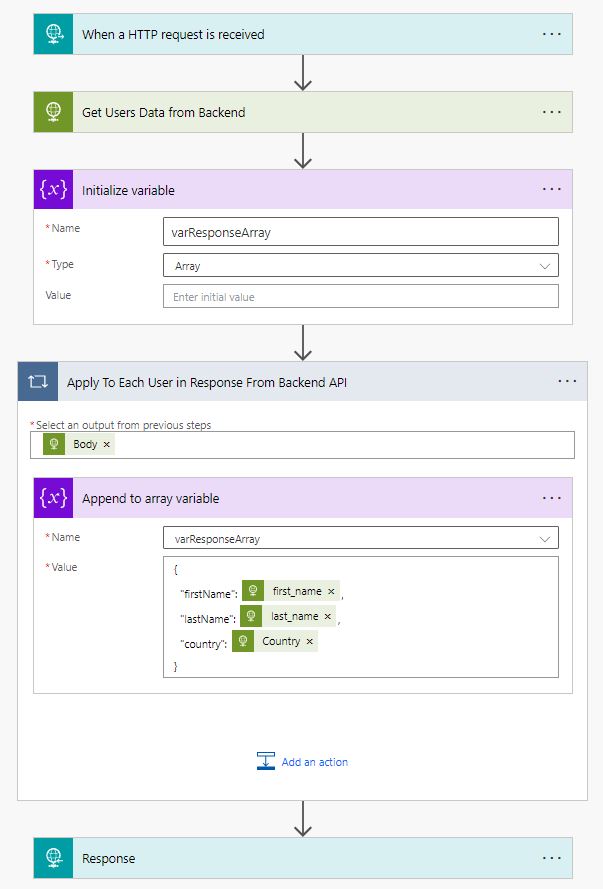 When a HTTP request is received
...
Get Users Data from Backend
...
{x} Initialize variable
...
* Name
varResponseArray
* Type
Array
Value
Enter initial value
Apply To Each User in Response From Backend API
...
* Select an output from previous steps
Body ×
{x} Append to array variable
...
* Name
varResponseArray
* Value
{
"firstName": first_name × ,
"lastName": last_name × ,
"country": Country ×
}
Add an action
Response
...